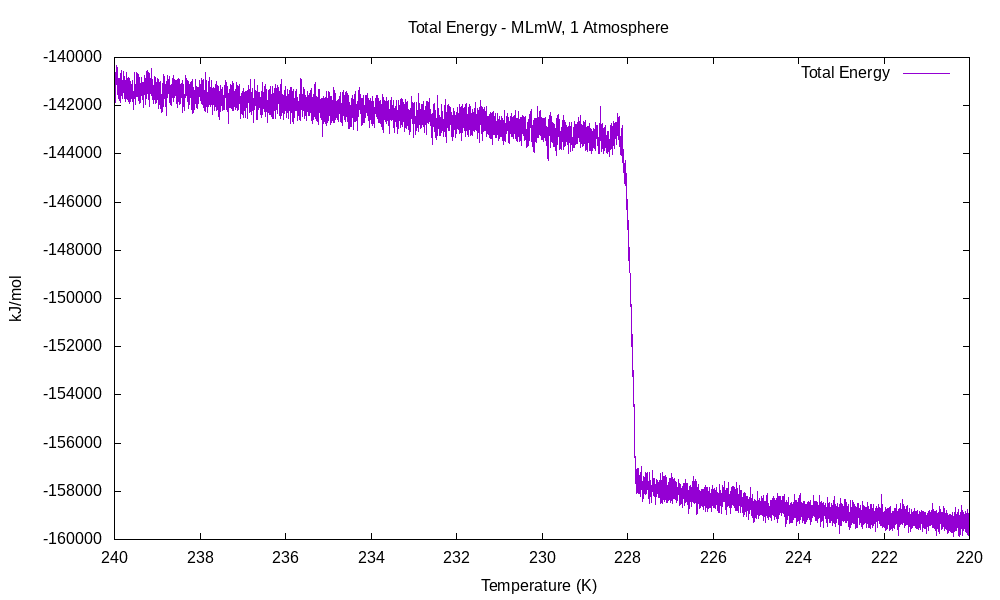 Total Energy - MLmW, 1 Atmosphere
Total Energy
-140000
-142000
-144000
-146000
-148000
-150000
-152000
-154000
-156000
-158000
-160000
kJ/mol
240 238 236 234 232 230 228 226 224 222 220
Temperature (K)